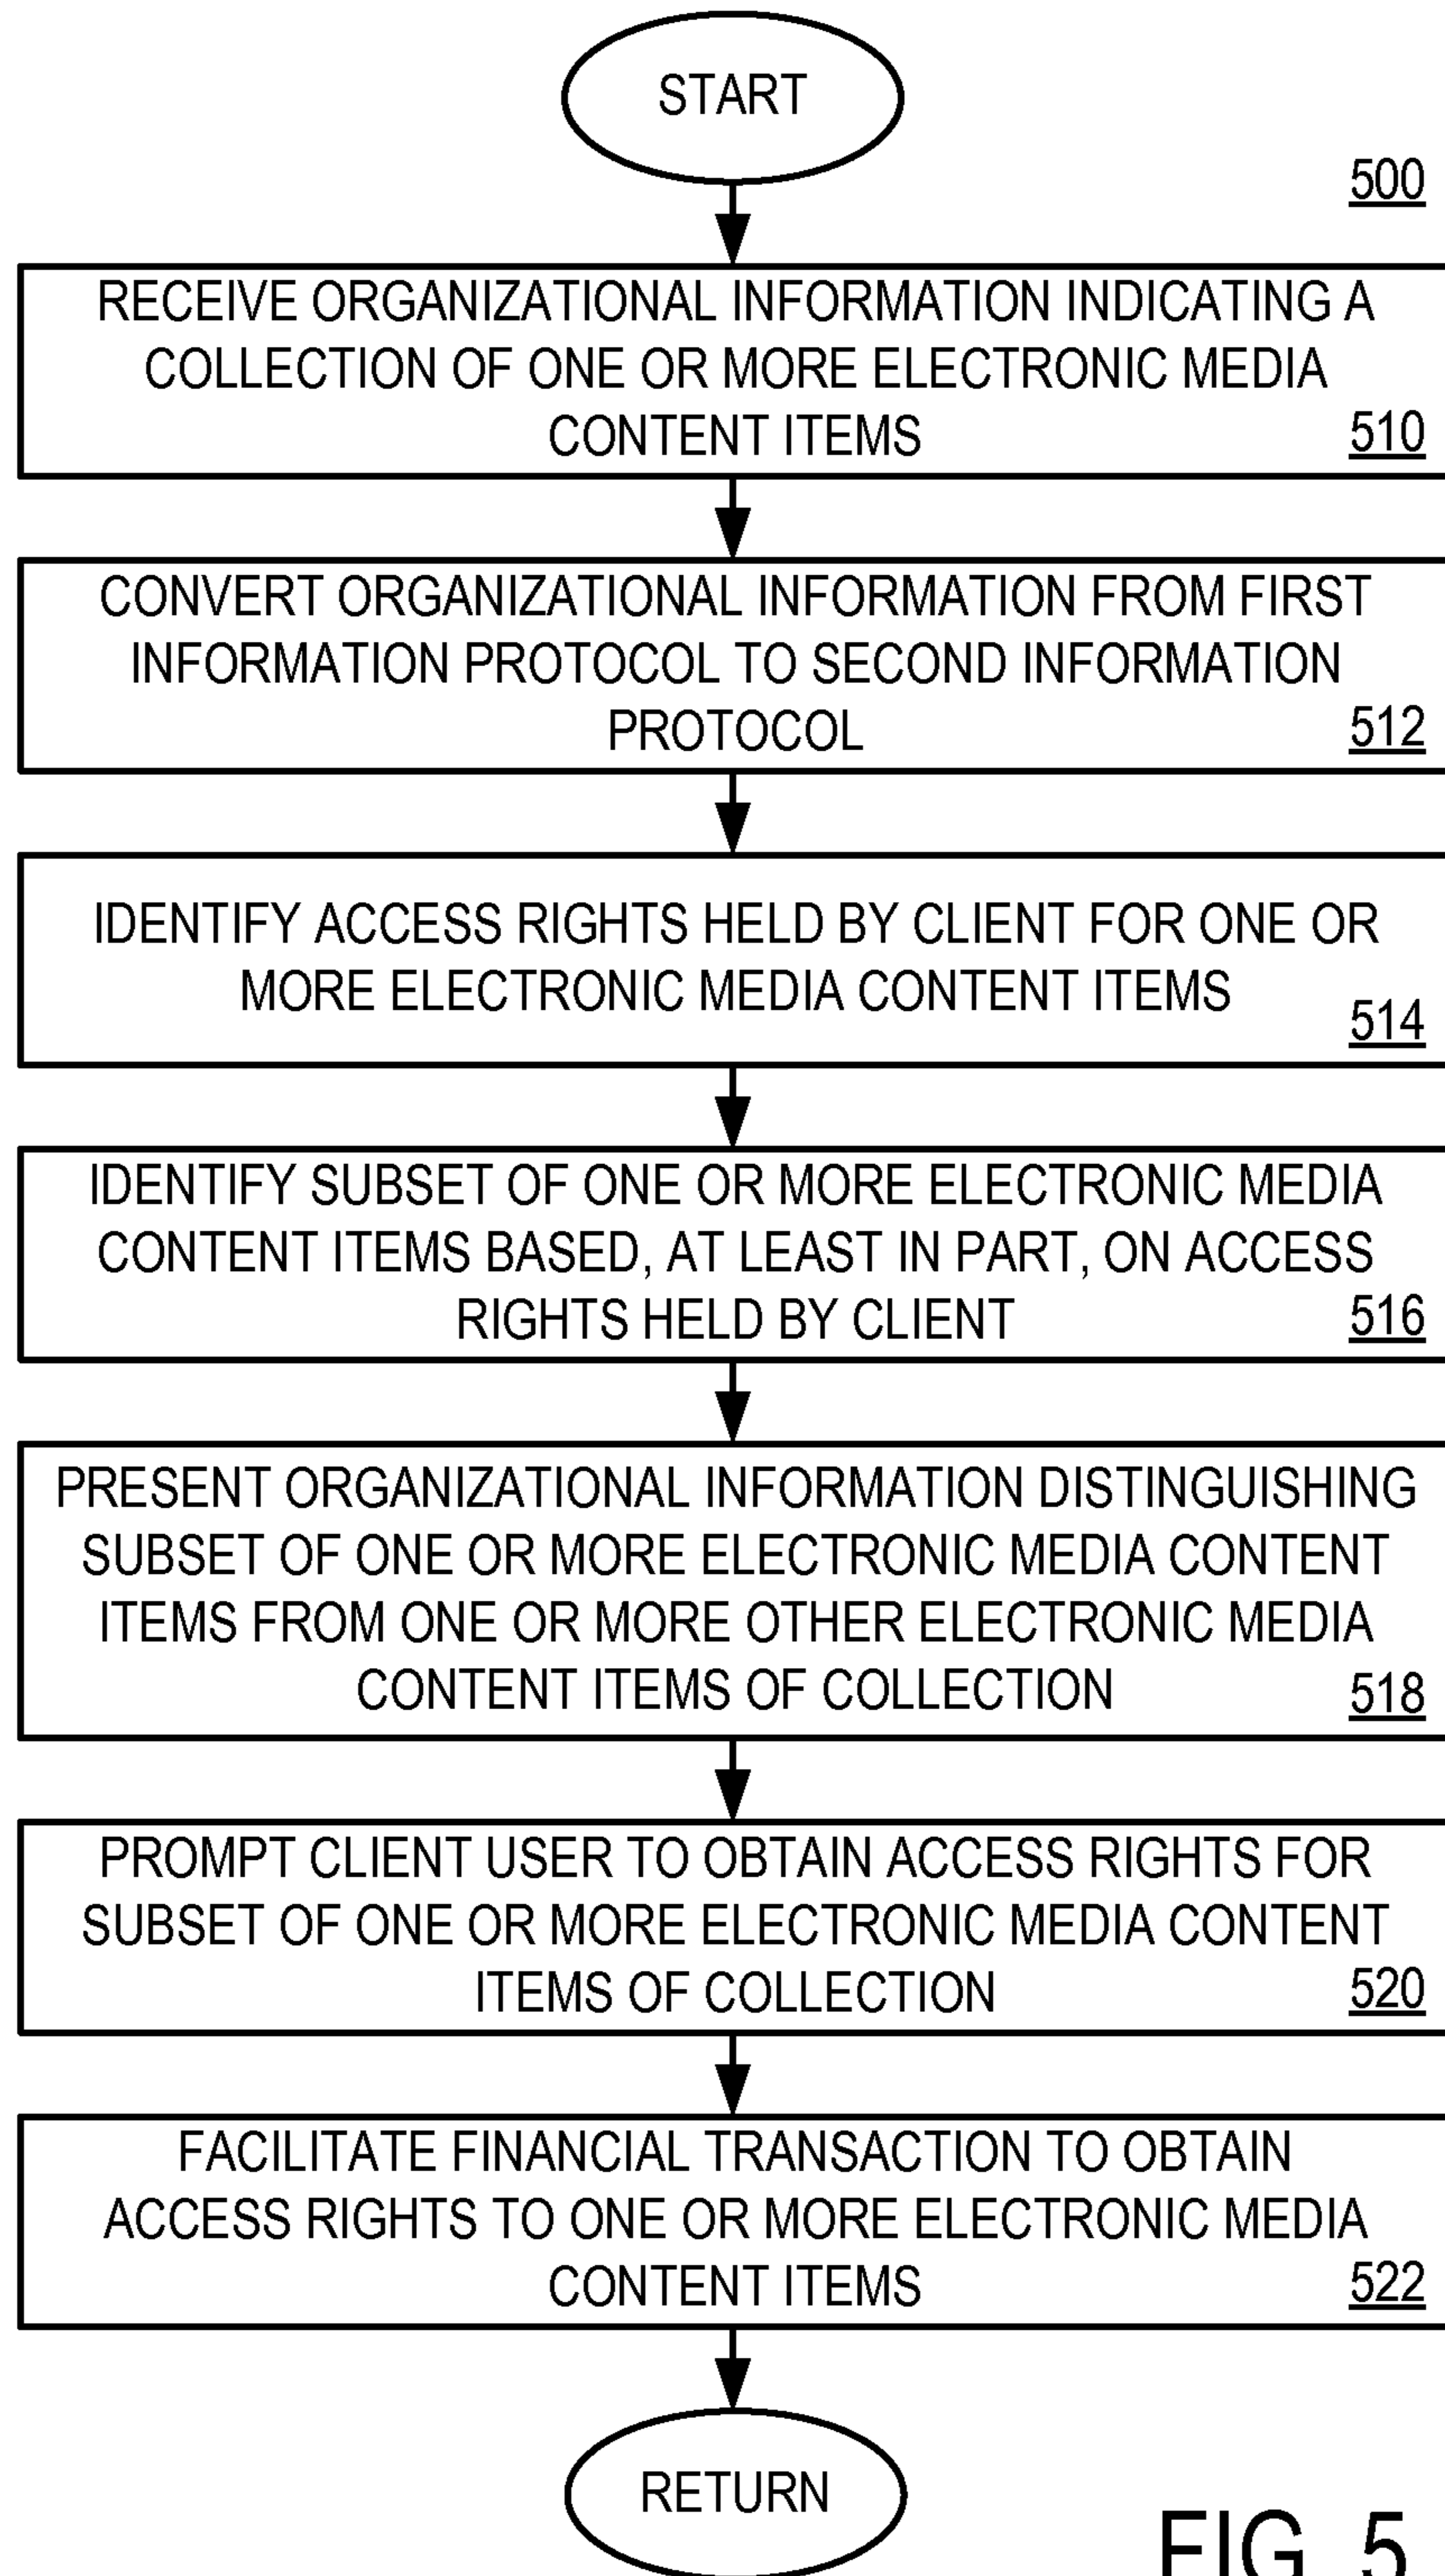 START
500
RECEIVE ORGANIZATIONAL INFORMATION INDICATING A
COLLECTION OF ONE OR MORE ELECTRONIC MEDIA
CONTENT ITEMS
510
CONVERT ORGANIZATIONAL INFORMATION FROM FIRST
INFORMATION PROTOCOL TO SECOND INFORMATION
PROTOCOL
512
IDENTIFY ACCESS RIGHTS HELD BY CLIENT FOR ONE OR
MORE ELECTRONIC MEDIA CONTENT ITEMS
514
IDENTIFY SUBSET OF ONE OR MORE ELECTRONIC MEDIA
CONTENT ITEMS BASED, AT LEAST IN PART, ON ACCESS
RIGHTS HELD BY CLIENT
516
PRESENT ORGANIZATIONAL INFORMATION DISTINGUISHING
SUBSET OF ONE OR MORE ELECTRONIC MEDIA CONTENT
ITEMS FROM ONE OR MORE OTHER ELECTRONIC MEDIA
CONTENT ITEMS OF COLLECTION
518
PROMPT CLIENT USER TO OBTAIN ACCESS RIGHTS FOR
SUBSET OF ONE OR MORE ELECTRONIC MEDIA CONTENT
ITEMS OF COLLECTION
520
FACILITATE FINANCIAL TRANSACTION TO OBTAIN
ACCESS RIGHTS TO ONE OR MORE ELECTRONIC MEDIA
CONTENT ITEMS
522
RETURN
FIG. 5